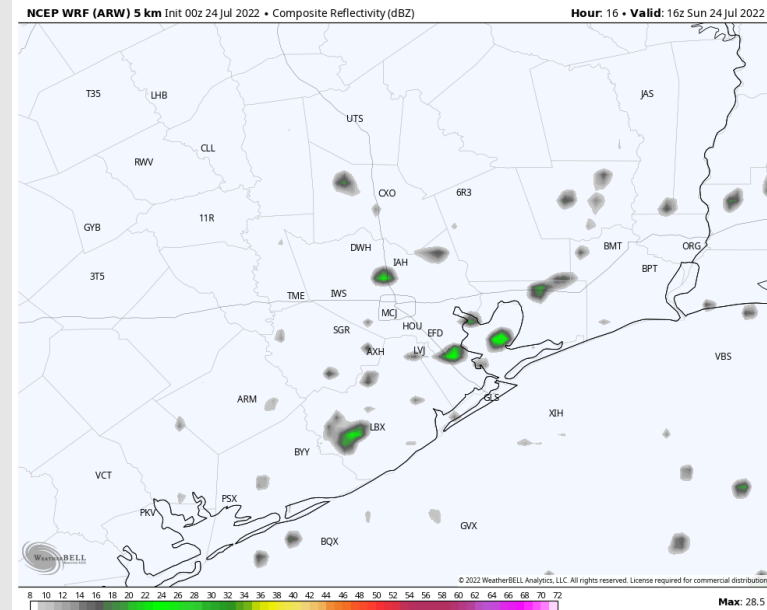 NCEP WRF (ARW) 5 km Init 00z 24 Jul 2022 • Composite Reflectivity (dBZ) Hour: 16 • Valid: 16z Sun 24 Jul 2022
T35 LHB JAS
UTS
CLL
RWV
CXO 6R3
11R
GYB
DWH BMT ORG
IAH
3T5 BPT
TME IWS
MCJ
SGR HOU EFD
AXH LVJ VBS
ARM GLS
XIH
LBX
BYY
VCT
PSX
PKV
GVX
BQX
WeatherBELL
© 2022 WeatherBELL Analytics, LLC. All rights reserved. License required for commercial distribution
8 10 12 14 16 18 20 22 24 26 28 30 32 34 36 38 40 42 44 46 48 50 52 54 56 58 60 62 64 66 68 70 72
Max: 28.5